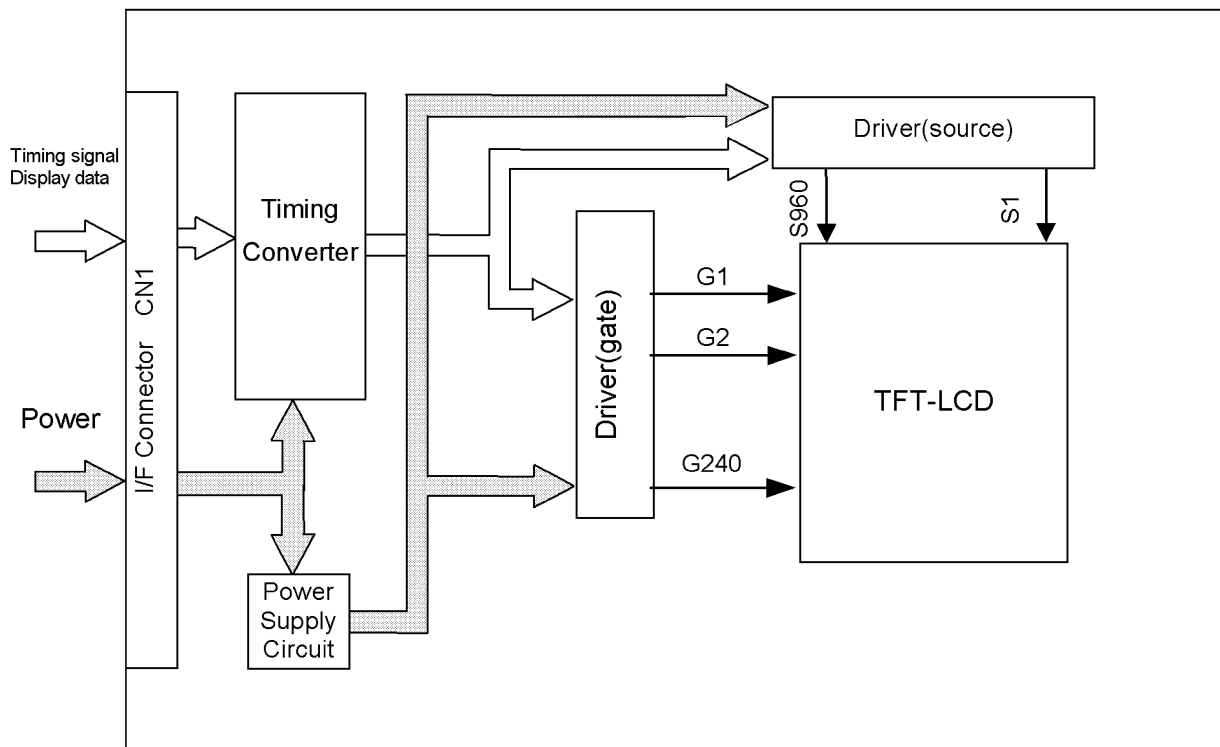 Timing signal
Display data
Power
I/F Connector CN1
Timing
Converter
Power
Supply
Circuit
Driver(source)
S960
S1
Driver(gate)
G1
G2
G240
TFT-LCD